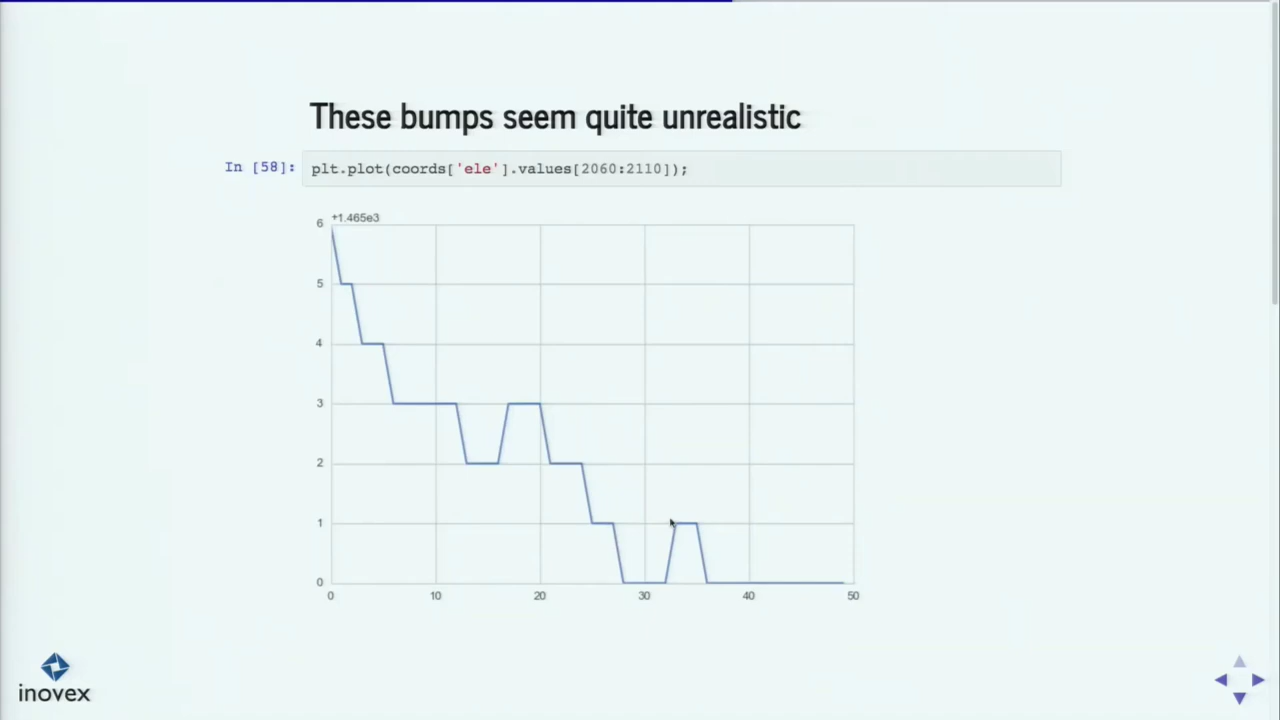 These bumps seem quite unrealistic
In [58]: plt.plot(coords['ele'].values[2060:2110]);
+1.465e3
6
5
4
3
2
1
0
0 10 20 30 40 50
inovex